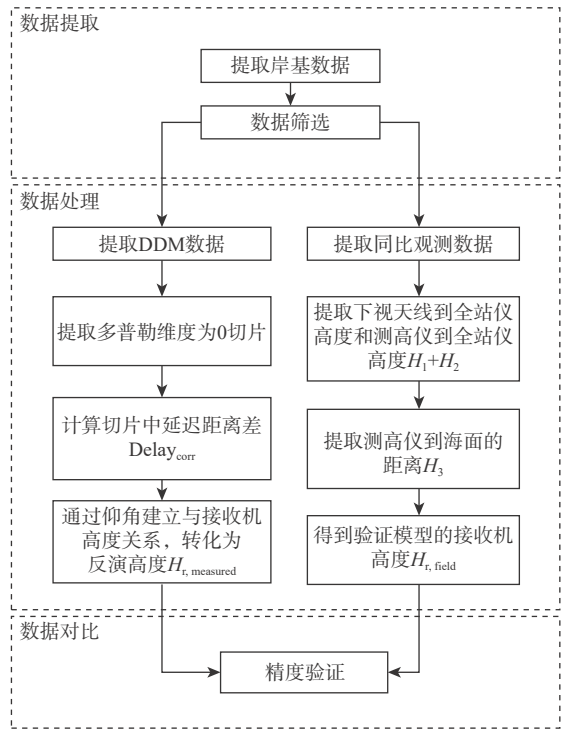 数据提取
提取岸基数据
数据筛选
数据处理
提取DDM数据
提取多普勒维度为0切片
计算切片中延迟距离差
Delaycorr
通过仰角建立与接收机
高度关系，转化为
反演高度Hr, measured
提取同比观测数据
提取下视天线到全站仪
高度和测高仪到全站仪
高度H1+H2
提取测高仪到海面的
距离H3
得到验证模型的接收机
高度Hr, field
数据对比
精度验证